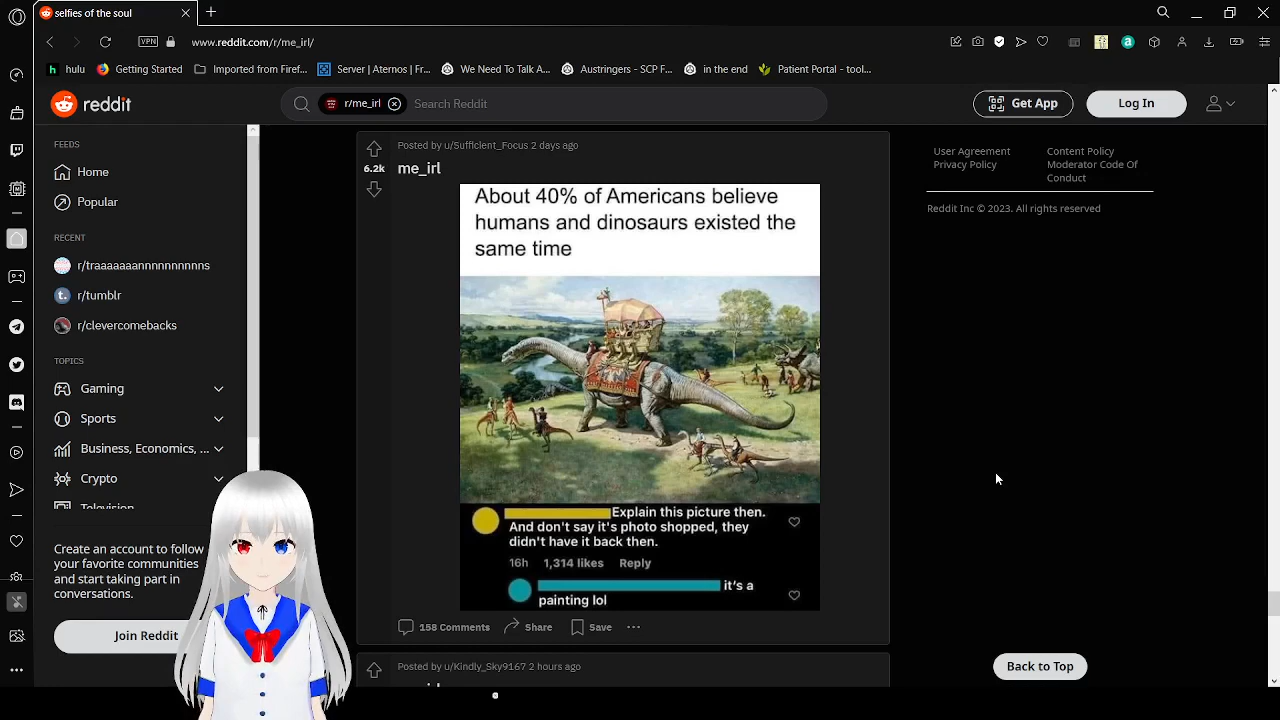 selfies of the soul
VPN
www.reddit.com/r/me_irl/
a
h hulu
Getting Started
Imported from Firef...
Server | Aternos | Fr...
We Need To Talk A...
Austringers - SCP F...
in the end
Patient Portal - tool...
reddit
r/me_irl
Search Reddit
Get App
Log In
FEEDS
Home
Popular
RECENT
r/traaaaaaannnnnnnnnns
t. r/tumblr
r/clevercomebacks
TOPICS
Gaming
Sports
Business, Economics, ...
Crypto
Television
Create an account to follow
your favorite communities
and start taking part in
conversations.
Join Reddit
Posted by u/Sufflclent_Focus 2 days ago
6.2k
me_irl
About 40% of Americans believe
humans and dinosaurs existed the
same time
Explain this picture then.
And don't say it's photo shopped, they
didn't have it back then.
16h 1,314 likes Reply
it's a
painting lol
158 Comments
Share
Save
Posted by u/Kindly_Sky9167 2 hours ago
User Agreement
Privacy Policy
Content Policy
Moderator Code Of
Conduct
Reddit Inc © 2023. All rights reserved
Back to Top